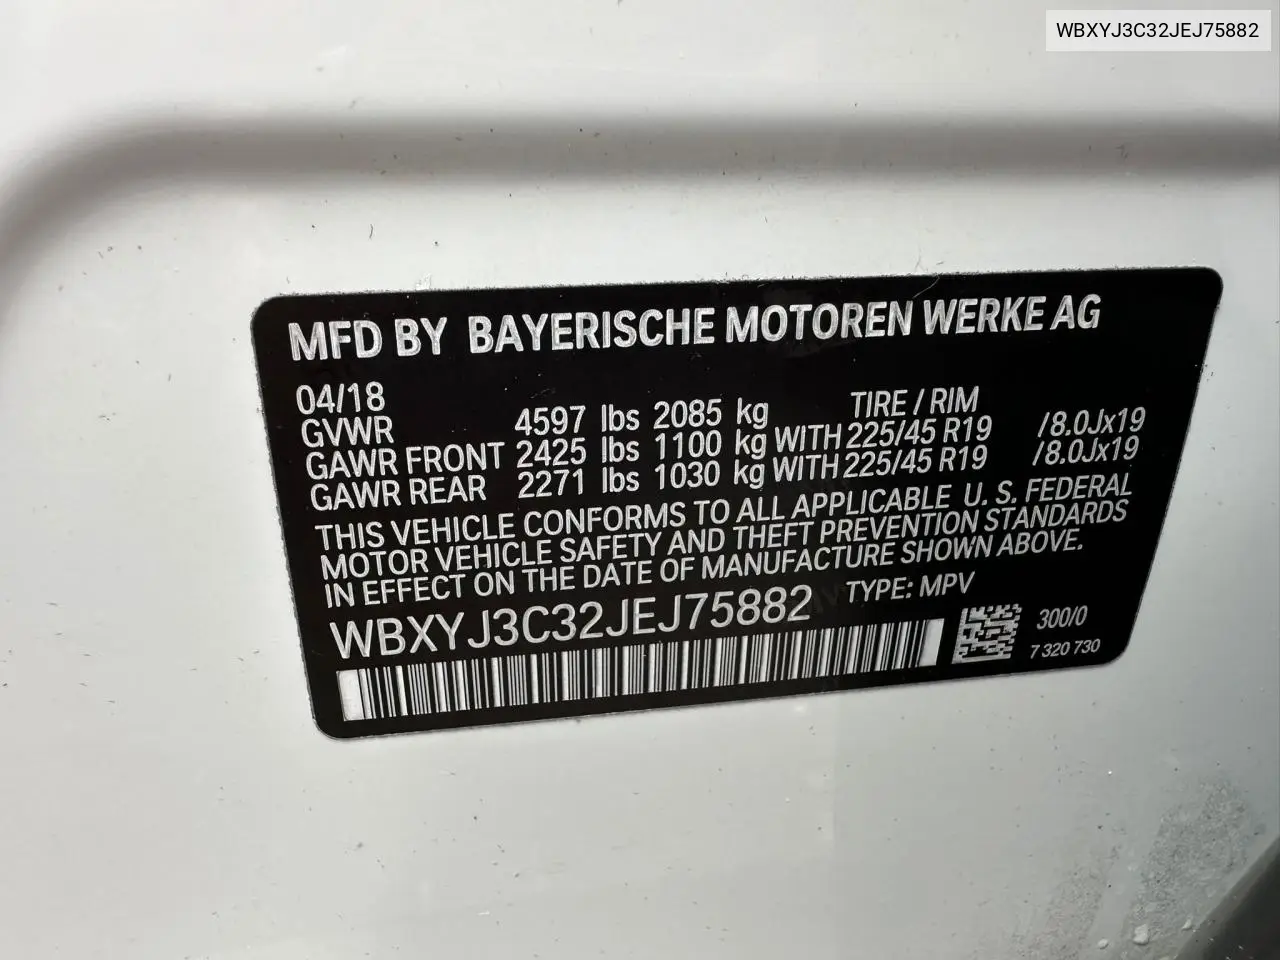 WBXYJ3C32JEJ75882
MFD BY BAYERISCHE MOTOREN WERKE AG
04/18 TIRE / RIM
GVWR 4597 lbs 2085 kg
GAWR FRONT 2425 lbs 1100 kg WITH 225/45 R19 /8.0Jx19
GAWR REAR 2271 lbs 1030 kg WITH 225/45 R19 /8.0Jx19
THIS VEHICLE CONFORMS TO ALL APPLICABLE U. S. FEDERAL
MOTOR VEHICLE SAFETY AND THEFT PREVENTION STANDARDS
IN EFFECT ON THE DATE OF MANUFACTURE SHOWN ABOVE.
WBXYJ3C32JEJ75882 TYPE: MPV
300/0
7 320 730